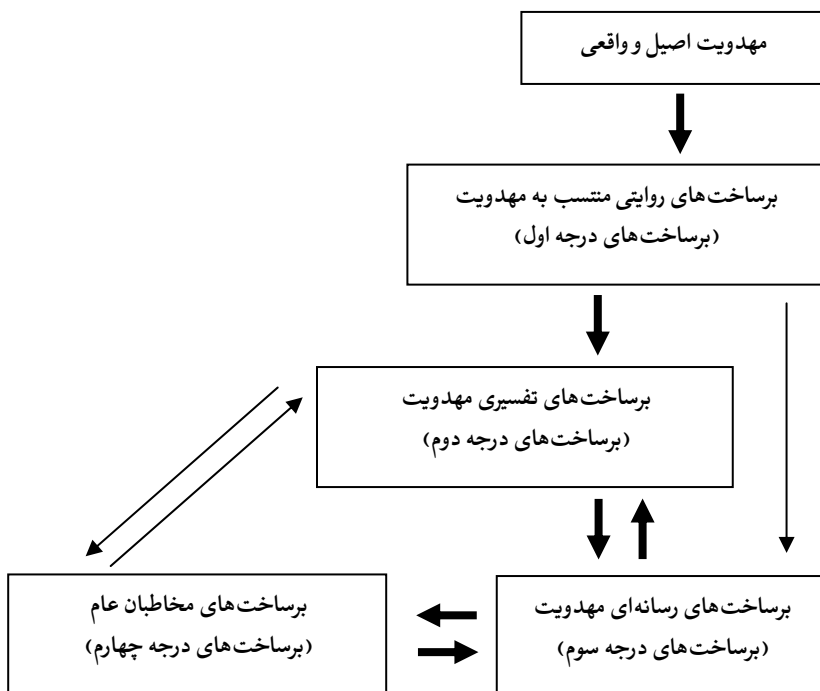 مهدویت اصیل و واقعی
برساخت‌های روایتی منتسب به مهدویت
(برساخت‌های درجه اول)
برساخت‌های تفسیری مهدویت
(برساخت‌های درجه دوم)
برساخت‌های رسانه‌ای مهدویت
(برساخت‌های درجه سوم)
برساخت‌های مخاطبان عام
(برساخت‌های درجه چهارم)